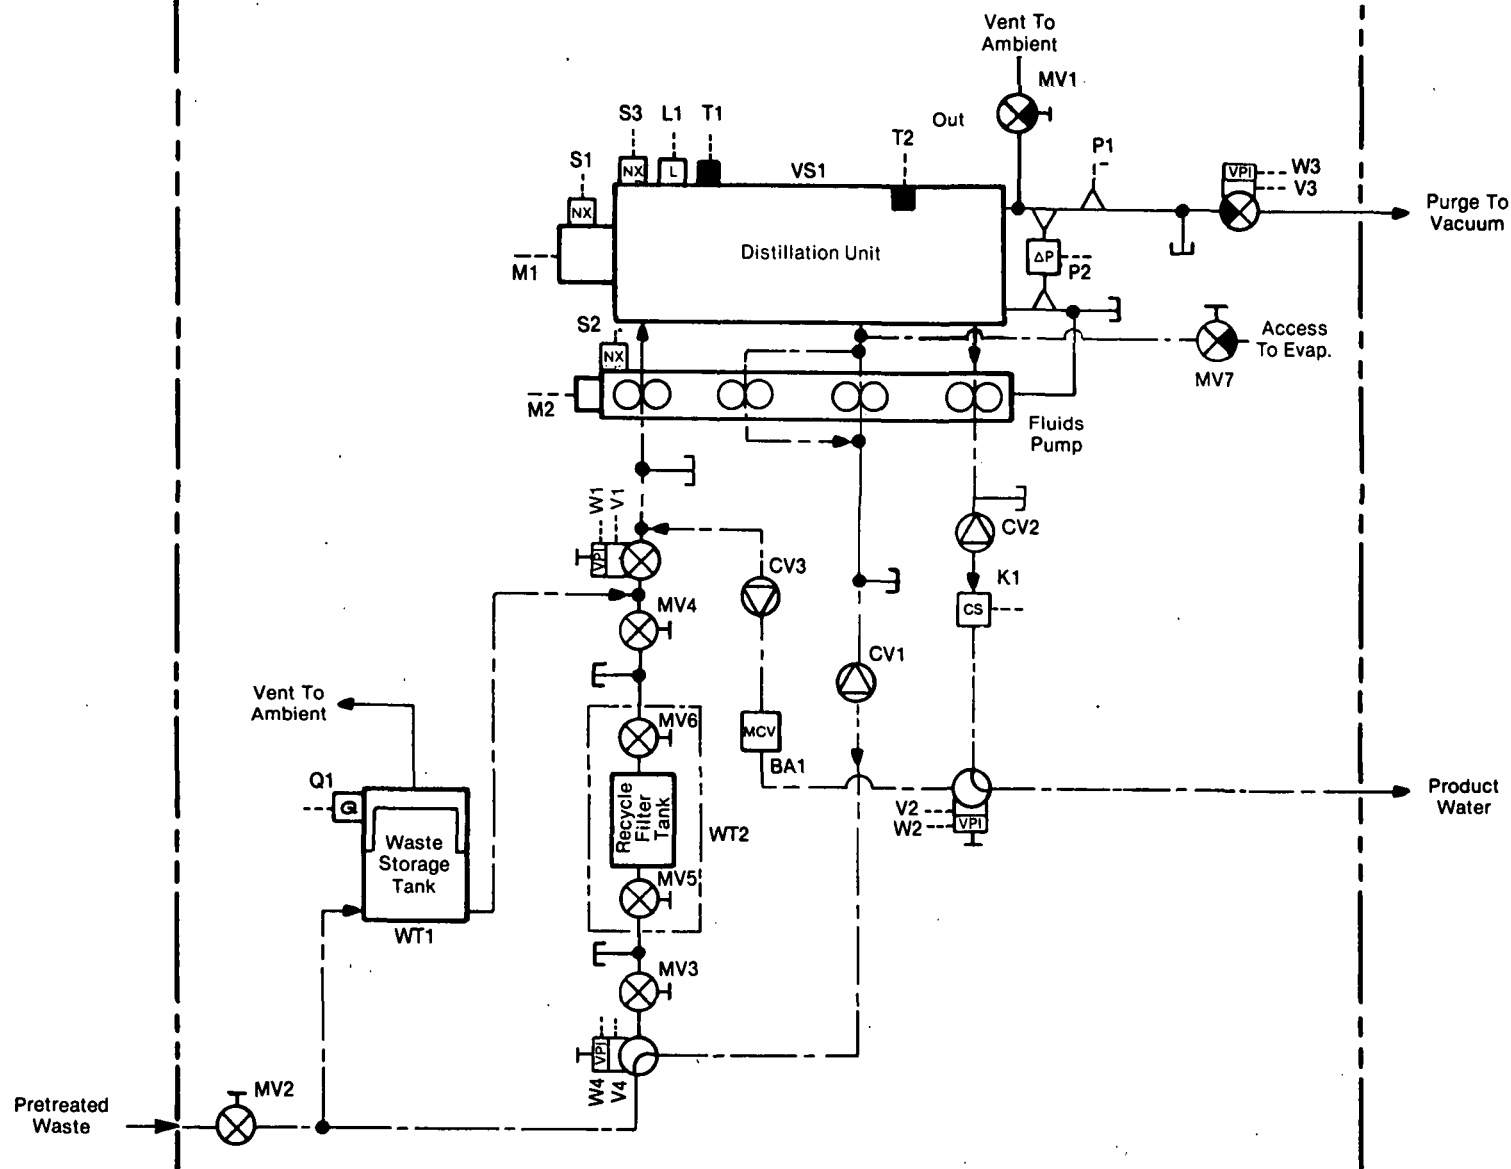 Vent To
Ambient
MV1
S3 L1 T1
Out
T2
P1
S1
NX
L
VS1
VPI
W3
V3
NX
Purge To
Vacuum
Distillation Unit
M1
ΔP
P2
S2
NX
Access
To Evap.
MV7
M2
Fluids
Pump
W1
V1
VPI
CV2
CV3
K1
CS
MV4
CV1
Vent To
Ambient
MV6
MCV
BA1
Q1
Q
Recycle
Filter
Tank
WT2
V2
W2
VPI
Product
Water
Waste
Storage
Tank
MV5
WT1
MV3
VPI
W4
V4
MV2
Pretreated
Waste